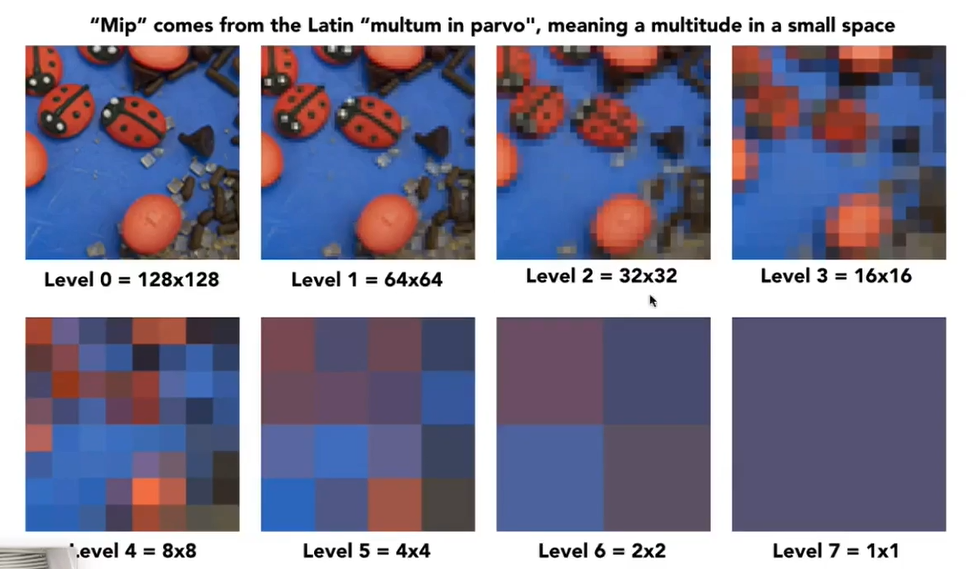 “Mip” comes from the Latin “multum in parvo", meaning a multitude in a small space
Level 0 = 128x128
Level 1 = 64x64
Level 2 = 32x32
Level 3 = 16x16
Level 4 = 8x8
Level 5 = 4x4
Level 6 = 2x2
Level 7 = 1x1